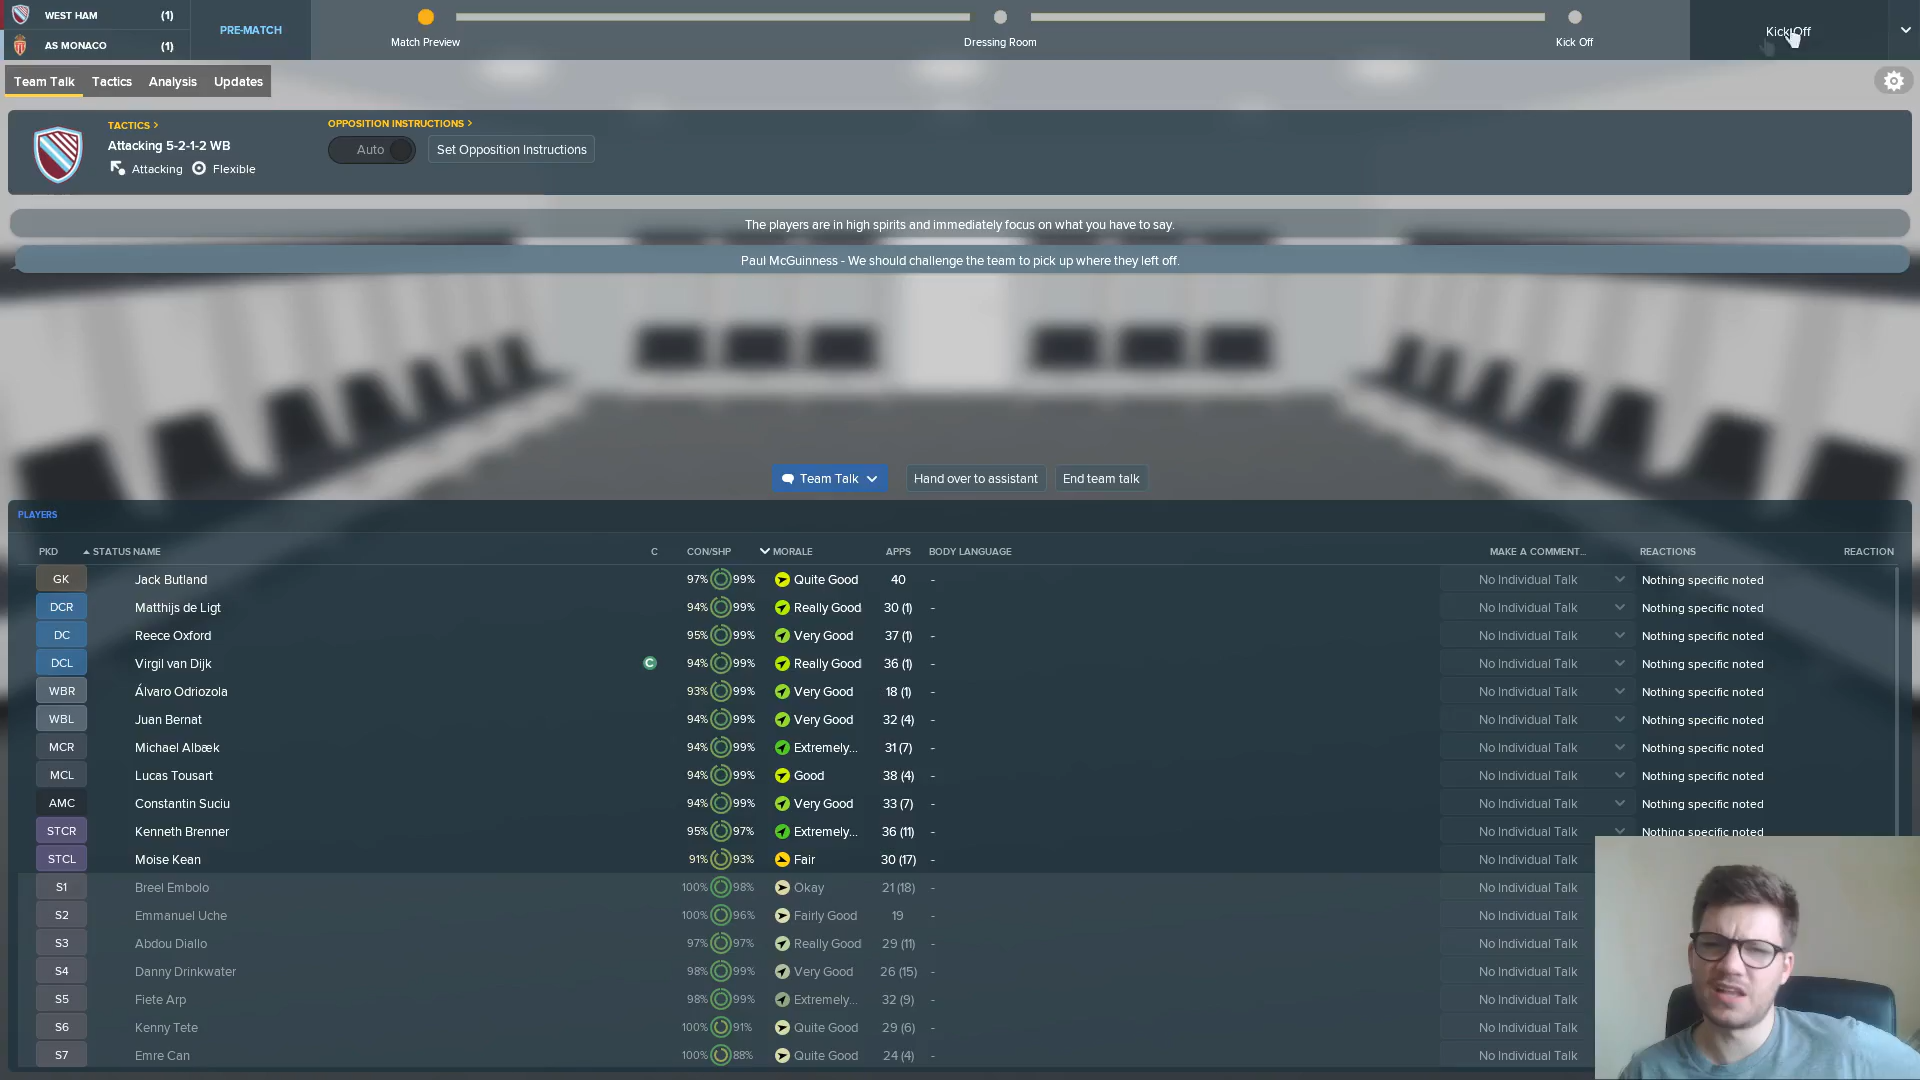 WEST HAM (1)
AS MONACO (1)
PRE-MATCH
Match Preview
Dressing Room
Kick Off
Kick Off
Team Talk Tactics Analysis Updates
TACTICS >
Attacking 5-2-1-2 WB
Attacking Flexible
OPPOSITION INSTRUCTIONS >
Auto Set Opposition Instructions
The players are in high spirits and immediately focus on what you have to say.
Paul McGuinness - We should challenge the team to pick up where they left off.
Team Talk Hand over to assistant End team talk
PLAYERS
PKD STATUS NAME C CON/SHP MORALE APPS BODY LANGUAGE MAKE A COMMENT... REACTIONS REACTION
GK Jack Butland 97% 99% Quite Good 40 - No Individual Talk Nothing specific noted
DCR Matthijs de Ligt 94% 99% Really Good 30 (1) - No Individual Talk Nothing specific noted
DC Reece Oxford 95% 99% Very Good 37 (1) - No Individual Talk Nothing specific noted
DCL Virgil van Dijk C 94% 99% Really Good 36 (1) - No Individual Talk Nothing specific noted
WBR Álvaro Odriozola 93% 99% Very Good 18 (1) - No Individual Talk Nothing specific noted
WBL Juan Bernat 94% 99% Very Good 32 (4) - No Individual Talk Nothing specific noted
MCR Michael Albæk 94% 99% Extremely... 31 (7) - No Individual Talk Nothing specific noted
MCL Lucas Tousart 94% 99% Good 38 (4) - No Individual Talk Nothing specific noted
AMC Constantin Suciu 94% 99% Very Good 33 (7) - No Individual Talk Nothing specific noted
STCR Kenneth Brenner 95% 97% Extremely... 36 (11) - No Individual Talk Nothing specific noted
STCL Moise Kean 91% 93% Fair 30 (17) - No Individual Talk
S1 Breel Embolo 100% 98% Okay 21 (18) - No Individual Talk
S2 Emmanuel Uche 100% 96% Fairly Good 19 - No Individual Talk
S3 Abdou Diallo 97% 97% Really Good 29 (11) - No Individual Talk
S4 Danny Drinkwater 98% 99% Very Good 26 (15) - No Individual Talk
S5 Fiete Arp 98% 99% Extremely... 32 (9) - No Individual Talk
S6 Kenny Tete 100% 91% Quite Good 29 (6) - No Individual Talk
S7 Emre Can 100% 88% Quite Good 24 (4) - No Individual Talk